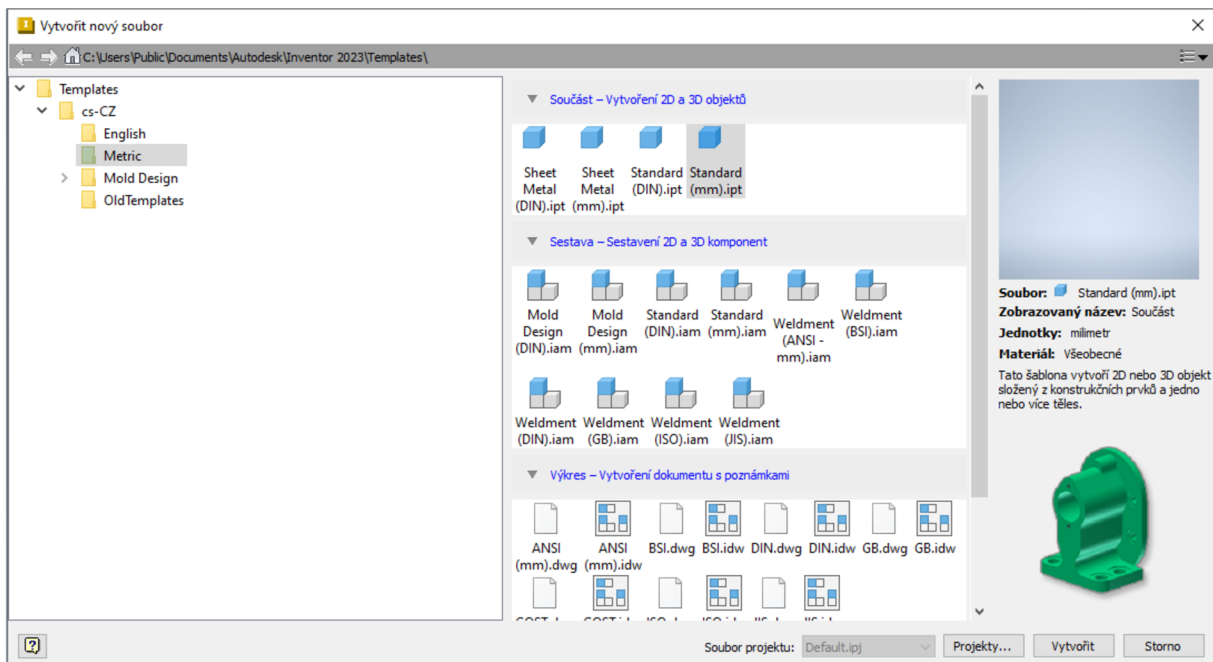 Vytvořit nový soubor
C:\Users\Public\Documents\Autodesk\Inventor 2023\Templates\
Templates
cs-CZ
English
Metric
Mold Design
OldTemplates
Součást – Vytvoření 2D a 3D objektů
Sheet Metal (DIN).ipt
Sheet Metal (mm).ipt
Standard (DIN).ipt
Standard (mm).ipt
Sestava – Sestavení 2D a 3D komponent
Mold Design (DIN).iam
Mold Design (mm).iam
Standard (DIN).iam
Standard (mm).iam
Weldment (ANSI - mm).iam
Weldment (BSI).iam
Weldment (DIN).iam
Weldment (GB).iam
Weldment (ISO).iam
Weldment (JIS).iam
Výkres – Vytvoření dokumentu s poznámkami
ANSI (mm).dwg
ANSI (mm).idw
BSI.dwg
BSI.idw
DIN.dwg
DIN.idw
GB.dwg
GB.idw
Soubor: Standard (mm).ipt
Zobrazovaný název: Součást
Jednotky: milimetr
Materiál: Všeobecné
Tato šablona vytvoří 2D nebo 3D objekt
složený z konstrukčních prvků a jedno
nebo více těles.
Soubor projektu: Default.ipj
Projekty...
Vytvořit
Storno